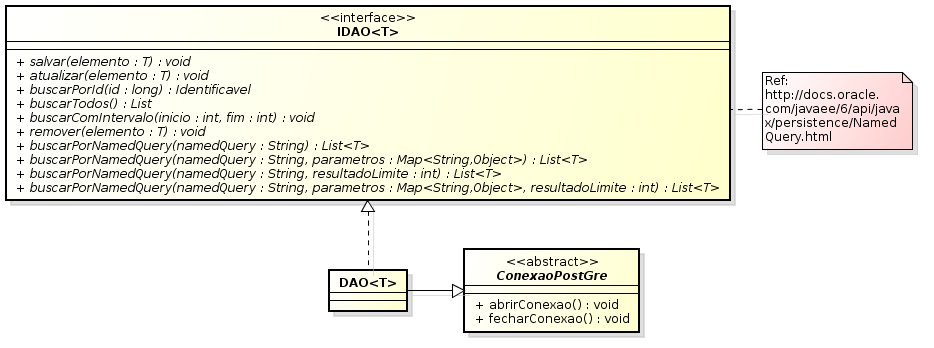 <<interface>>
IDAO<T>
+ salvar(elemento : T) : void
+ atualizar(elemento : T) : void
+ buscarPorId(id : long) : Identificavel
+ buscarTodos() : List
+ buscarComIntervalo(inicio : int, fim : int) : void
+ remover(elemento : T) : void
+ buscarPorNamedQuery(namedQuery : String) : List<T>
+ buscarPorNamedQuery(namedQuery : String, parametros : Map<String,Object>) : List<T>
+ buscarPorNamedQuery(namedQuery : String, resultadoLimite : int) : List<T>
+ buscarPorNamedQuery(namedQuery : String, parametros : Map<String,Object>, resultadoLimite : int) : List<T>
Ref:
http://docs.oracle.
com/javaee/6/api/java
x/persistence/Named
Query.html
DAO<T>
<<abstract>>
ConexaoPostGre
+ abrirConexao() : void
+ fecharConexao() : void